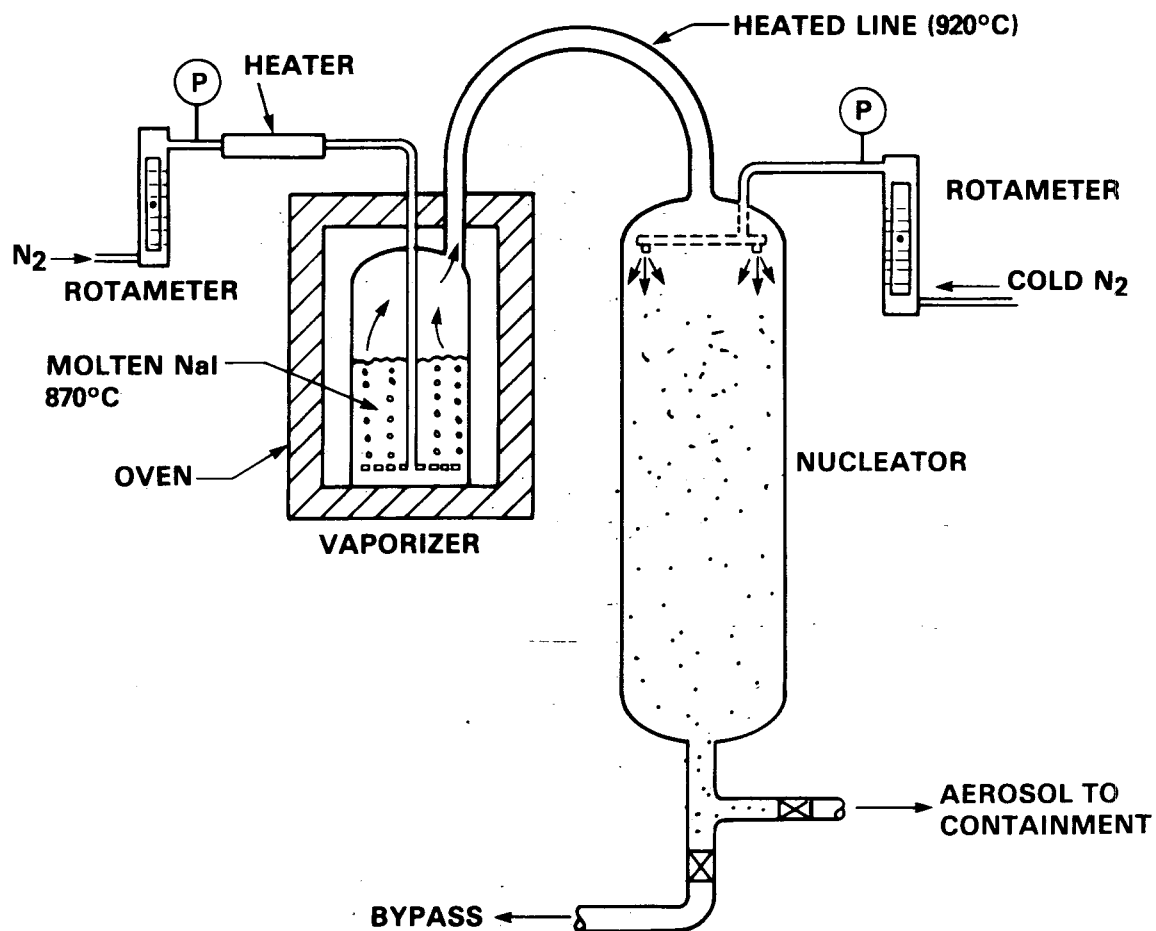 HEATED LINE (920°C)
HEATER
P
P
ROTAMETER
N₂
ROTAMETER
COLD N₂
MOLTEN NaI
870°C
OVEN
NUCLEATOR
VAPORIZER
AEROSOL TO
CONTAINMENT
BYPASS